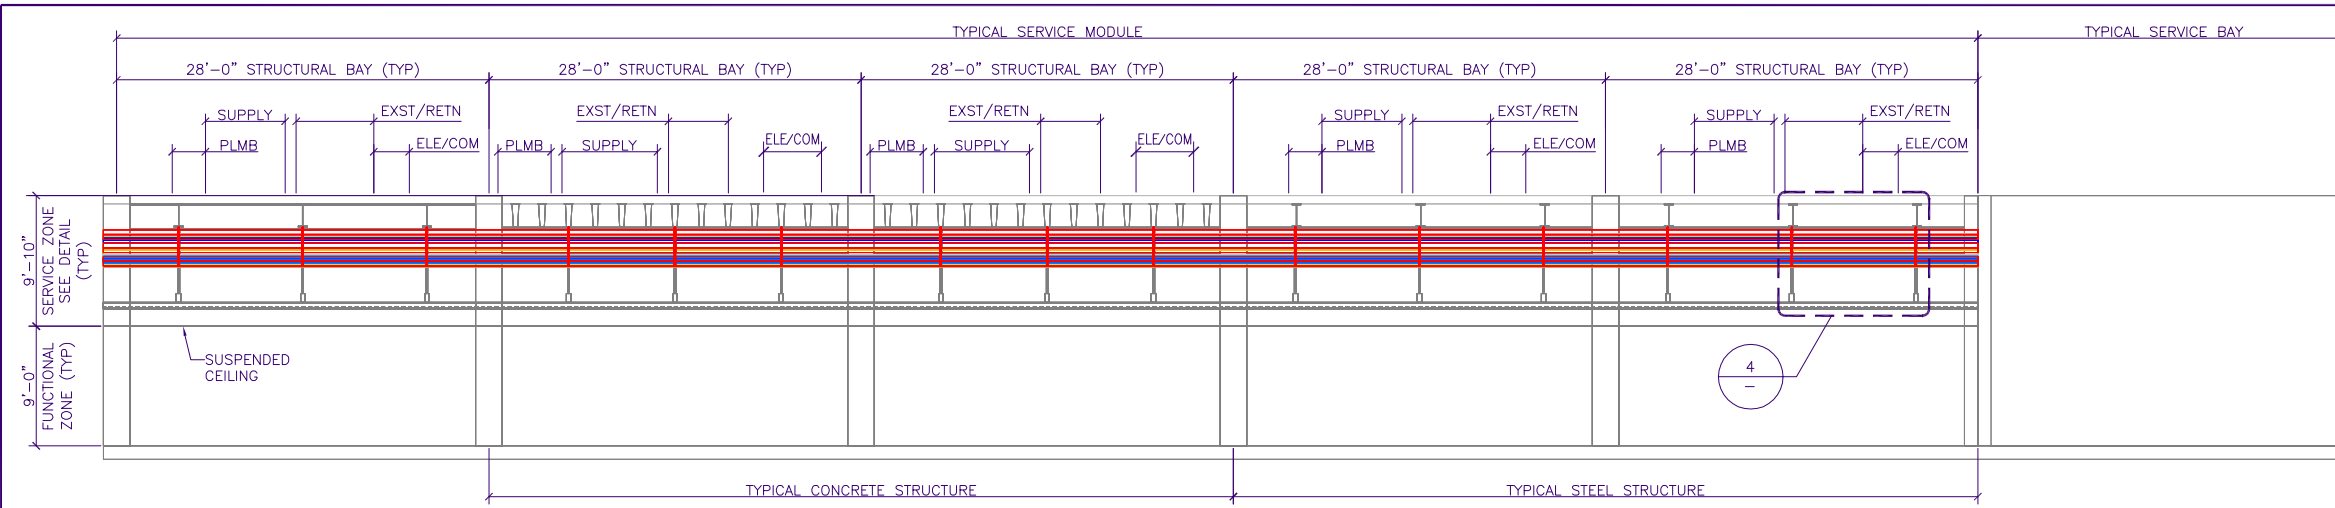 TYPICAL SERVICE MODULE
TYPICAL SERVICE BAY
28'-0" STRUCTURAL BAY (TYP)
28'-0" STRUCTURAL BAY (TYP)
28'-0" STRUCTURAL BAY (TYP)
28'-0" STRUCTURAL BAY (TYP)
28'-0" STRUCTURAL BAY (TYP)
SUPPLY
EXST/RETN
PLMB
ELE/COM
EXST/RETN
PLMB
SUPPLY
ELE/COM
EXST/RETN
PLMB
SUPPLY
ELE/COM
SUPPLY
EXST/RETN
PLMB
ELE/COM
SUPPLY
EXST/RETN
PLMB
ELE/COM
9'-10"
SERVICE ZONE
SEE DETAIL
(TYP)
9'-0"
FUNCTIONAL
ZONE (TYP)
SUSPENDED
CEILING
4
–
TYPICAL CONCRETE STRUCTURE
TYPICAL STEEL STRUCTURE